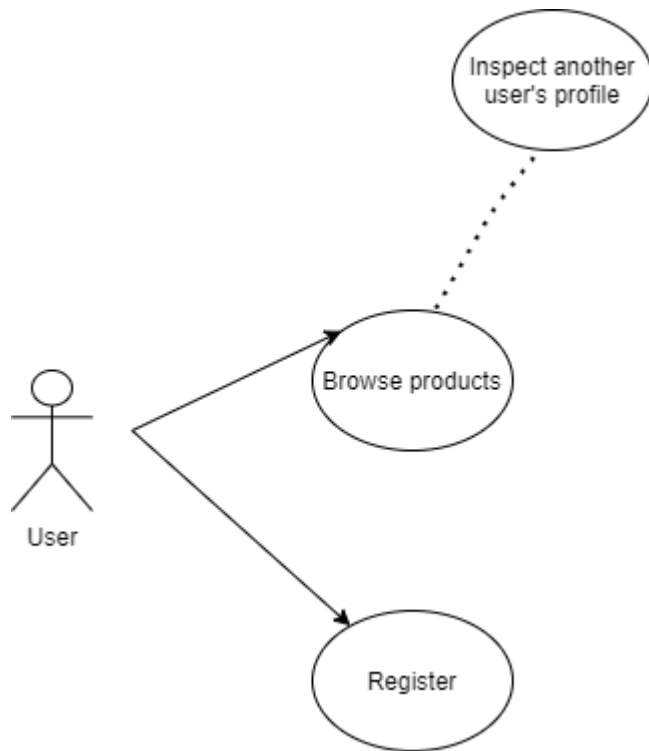 Inspect another
user's profile
Browse products
User
Register